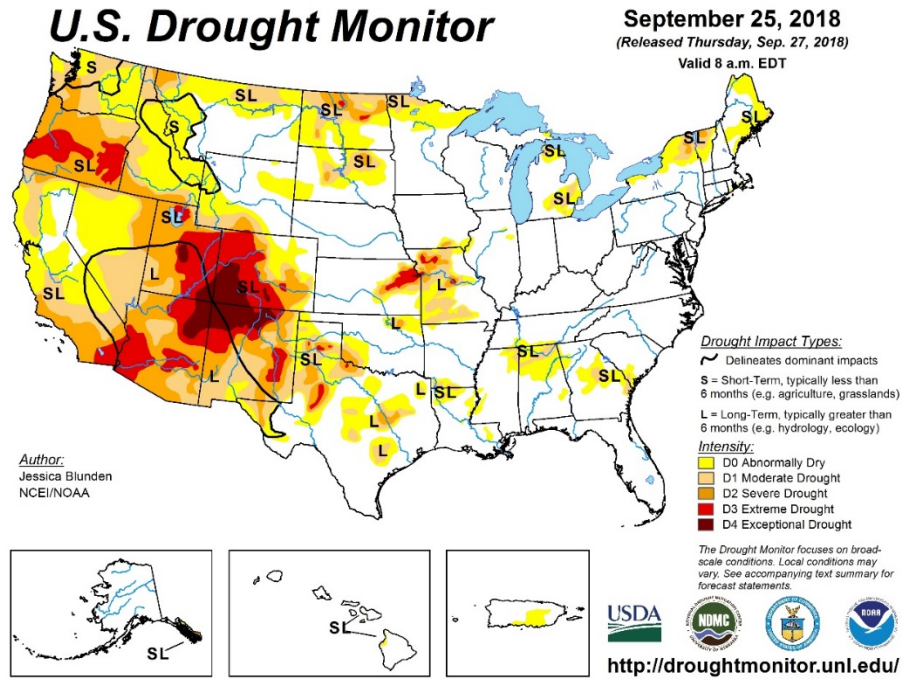 U.S. Drought Monitor
September 25, 2018
(Released Thursday, Sep. 27, 2018)
Valid 8 a.m. EDT
S
SL
SL
SL
SL
S
SL
SL
SL
SL
SL
SL
L
SL
L
SL
L
SL
SL
SL
L
L
SL
L
L
Drought Impact Types:
Delineates dominant impacts
S = Short-Term, typically less than
6 months (e.g. agriculture, grasslands)
L = Long-Term, typically greater than
6 months (e.g. hydrology, ecology)
Intensity:
D0 Abnormally Dry
D1 Moderate Drought
D2 Severe Drought
D3 Extreme Drought
D4 Exceptional Drought
Author:
Jessica Blunden
NCEI/NOAA
The Drought Monitor focuses on broad-
scale conditions. Local conditions may
vary. See accompanying text summary for
forecast statements.
SL
SL
USDA
NDMC
NOAA
http://droughtmonitor.unl.edu/